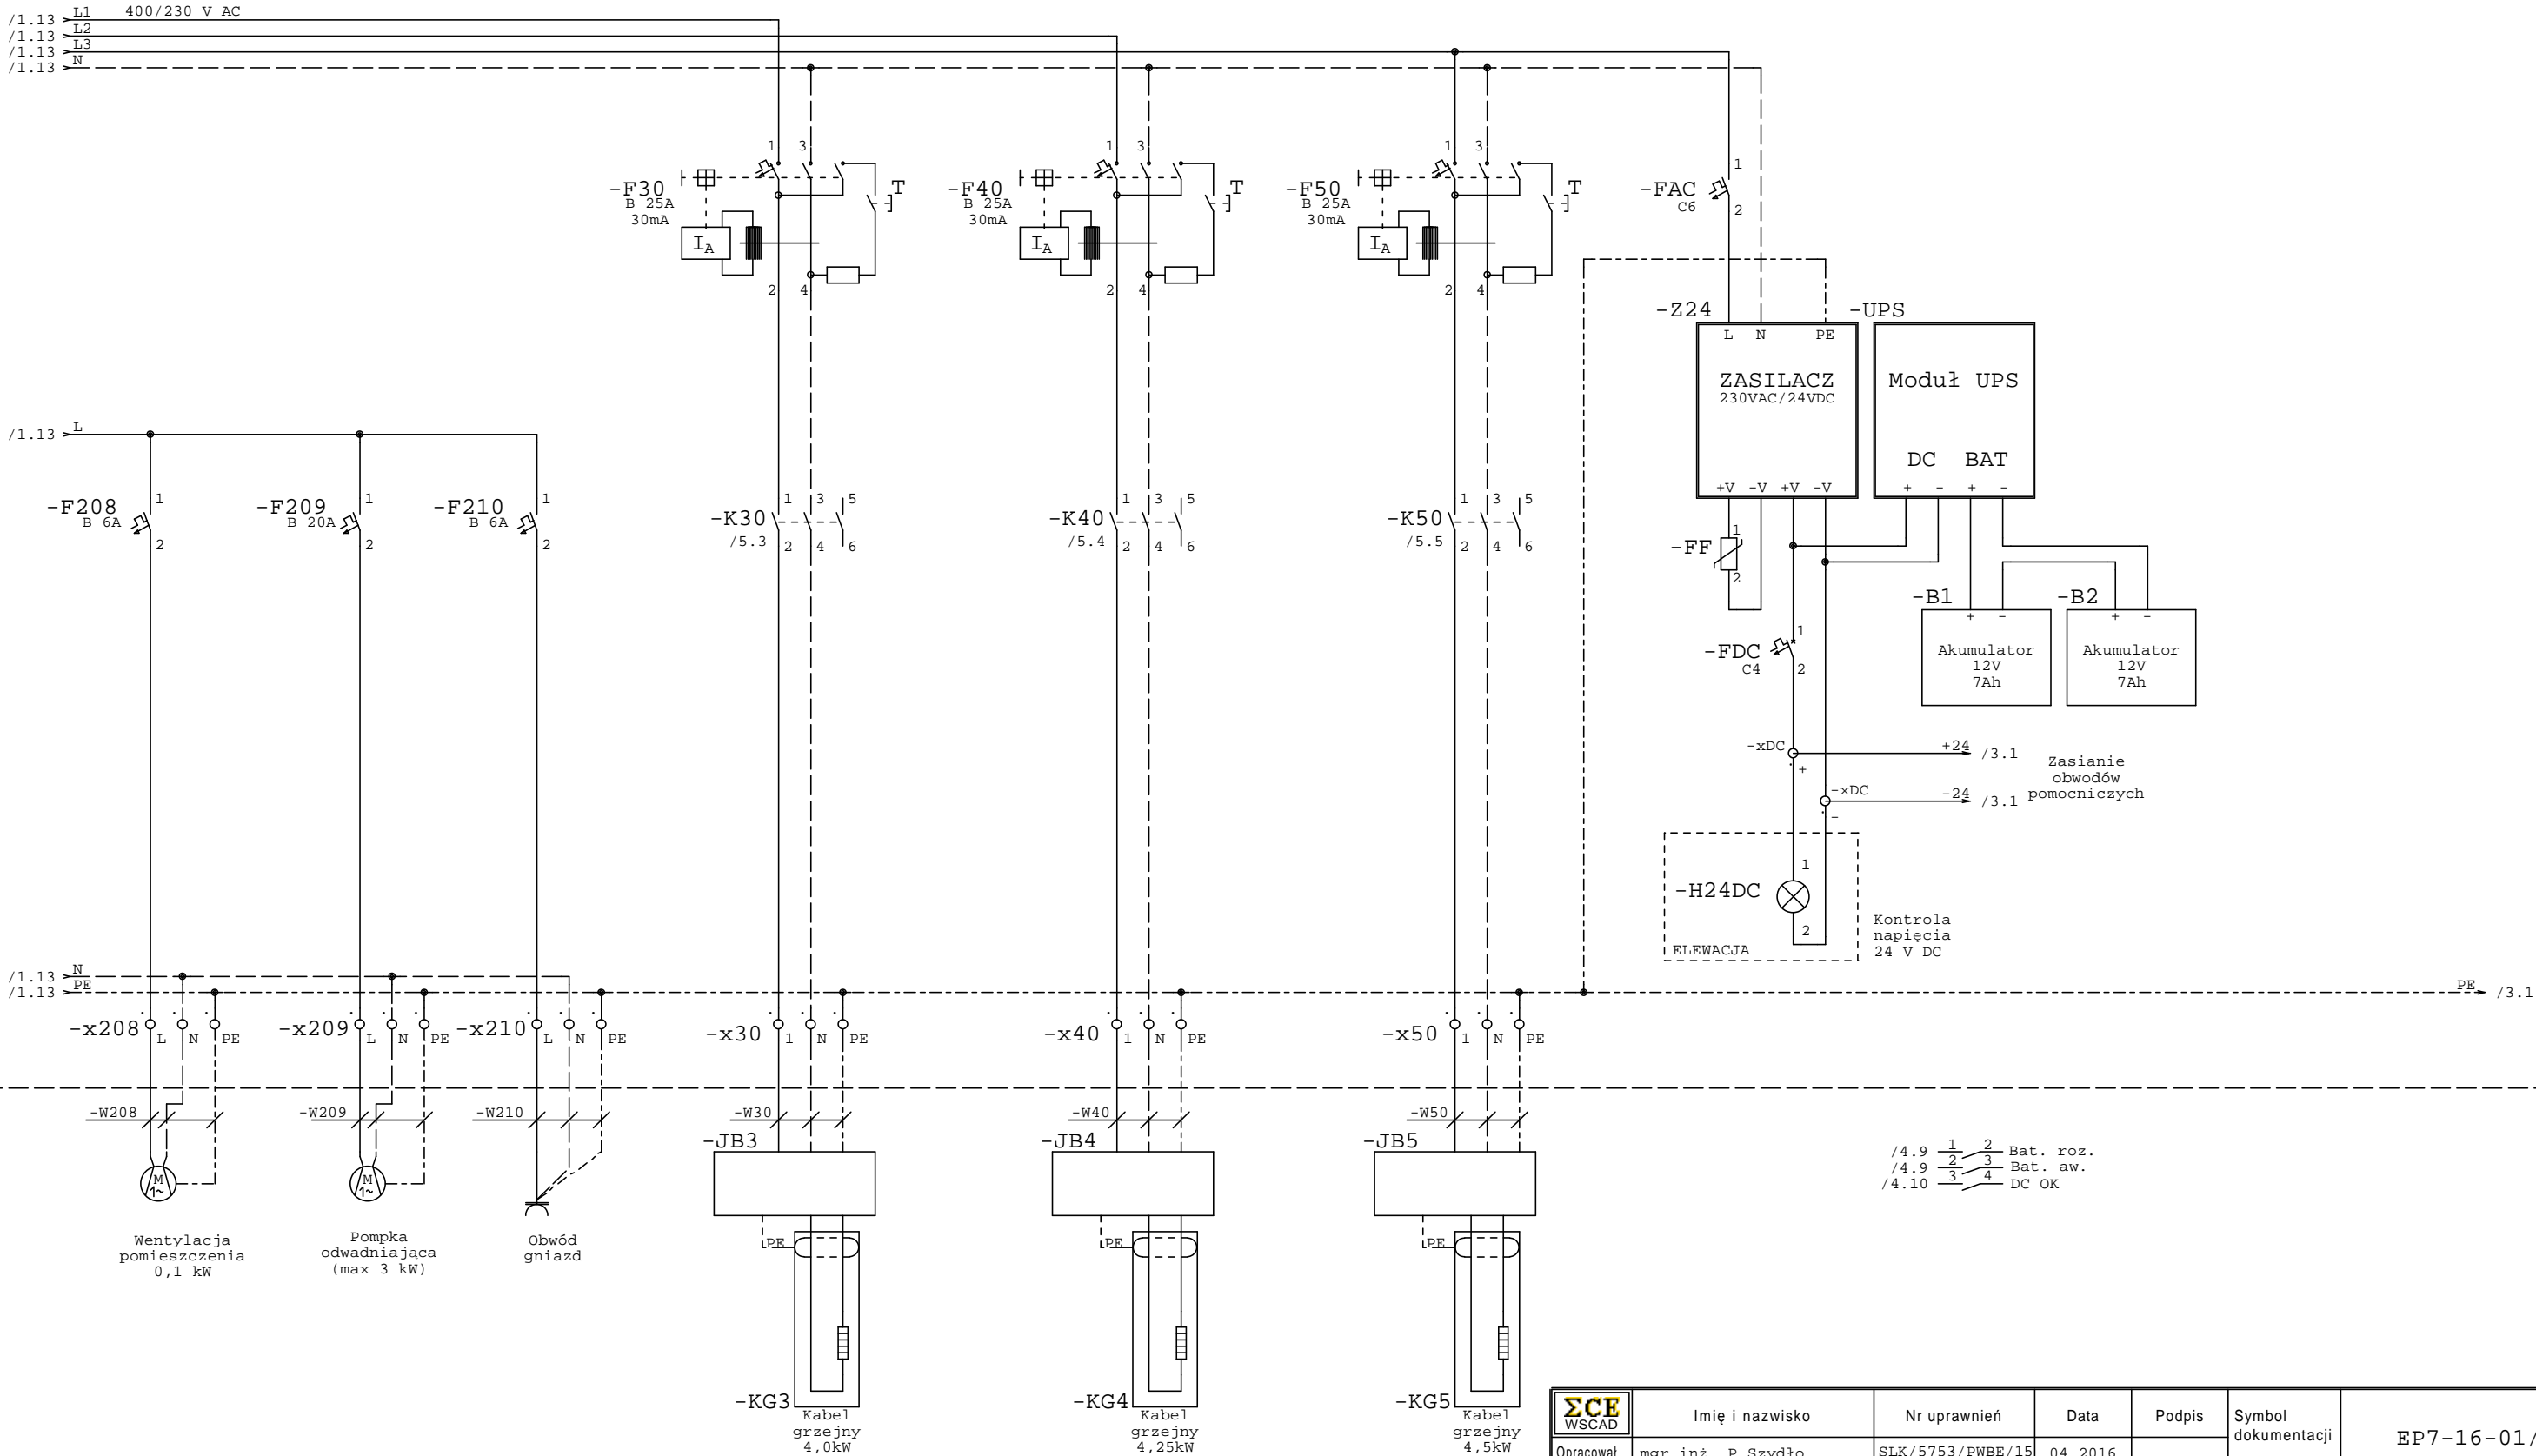 /1.13 L1 400/230 V AC
/1.13 L2
/1.13 L3
/1.13 N
1 3
-F30
B 25A
30mA
T
IA
2 4
1 3
-F40
B 25A
30mA
T
IA
2 4
1 3
-F50
B 25A
30mA
T
IA
2 4
1
-FAC
C6
2
-Z24
L N PE
ZASILACZ
230VAC/24VDC
+V -V +V -V
-UPS
Moduł UPS
DC BAT
+ - + -
/1.13 L
-F208
B 6A
1
2
-F209
B 20A
1
2
-F210
B 6A
1
2
-K30
/5.3
1 3 5
2 4 6
-K40
/5.4
1 3 5
2 4 6
-K50
/5.5
1 3 5
2 4 6
-FF
1
2
-B1
+ -
Akumulator
12V
7Ah
-B2
+ -
Akumulator
12V
7Ah
-FDC
C4
1
2
-xDC
+
+24 /3.1
-xDC
-
-24 /3.1
Zasianie
obwodów
pomocniczych
-H24DC
1
2
ELEWACJA
Kontrola
napięcia
24 V DC
/1.13 N
/1.13 PE
PE /3.1
-x208 L N PE
-x209 L N PE
-x210 L N PE
-x30 1 N PE
-x40 1 N PE
-x50 1 N PE
-W208
-W209
-W210
-W30
-W40
-W50
-JB3
-JB4
-JB5
M
1~
M
1~
Wentylacja
pomieszczenia
0,1 kW
Pompka
odwadniająca
(max 3 kW)
Obwód
gniazd
PE
PE
PE
-KG3
Kabel
grzejny
4,0kW
-KG4
Kabel
grzejny
4,25kW
-KG5
Kabel
grzejny
4,5kW
/4.9 1 2 Bat. roz.
/4.9 2 3 Bat. aw.
/4.10 3 4 DC OK
ΣCE
WSCAD
Imię i nazwisko
Nr uprawnień
Data
Podpis
Symbol
dokumentacji
EP7-16-01/
Opracował
mgr inż. P.Szydło
SLK/5753/PWBE/15
04.2016